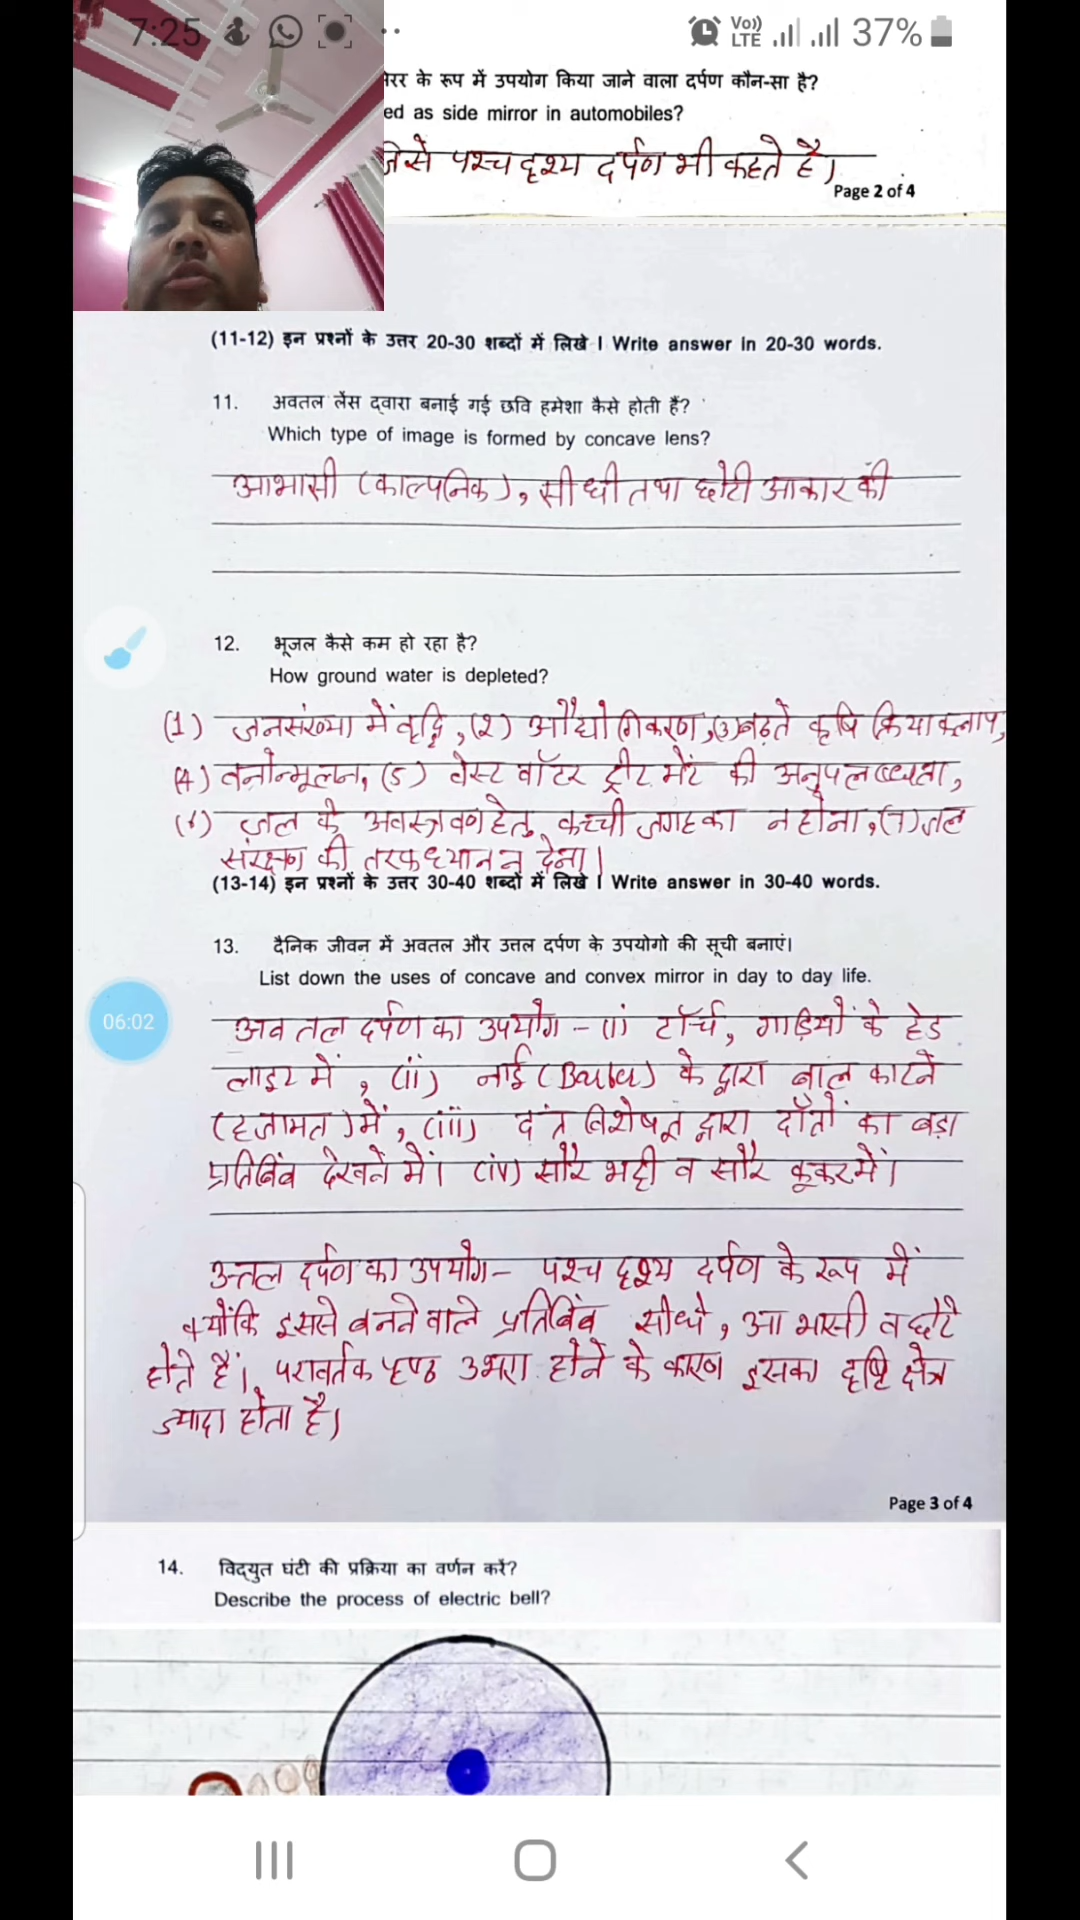 7:25
Vo)) LTE 37%
रर के रूप में उपयोग किया जाने वाला दर्पण कौन-सा है?
ed as side mirror in automobiles?
जिसे पश्च दृश्य दर्पण भी कहते है।
Page 2 of 4
(11-12) इन प्रश्नों के उत्तर 20-30 शब्दों में लिखे । Write answer in 20-30 words.
11. अवतल लेंस द्वारा बनाई गई छवि हमेशा कैसे होती हैं?
Which type of image is formed by concave lens?
आभासी (काल्पनिक), सीधी तथा छोटी आकार की
12. भूजल कैसे कम हो रहा है?
How ground water is depleted?
(1) जनसंख्या में वृद्धि, (2) औद्योगिकरण, (3) बढ़ते कृषि क्रियाकलाप,
(4) वनोन्मूलन, (5) वेस्ट वॉटर ट्रीटमेंट की अनुपलब्धता,
(6) जल के अवस्त्रवण हेतु कच्ची जगह का न होना, (7) जल
संरक्षण की तरफ ध्यान न देना।
(13-14) इन प्रश्नों के उत्तर 30-40 शब्दों में लिखे । Write answer in 30-40 words.
13. दैनिक जीवन में अवतल और उत्तल दर्पण के उपयोगो की सूची बनाएं।
List down the uses of concave and convex mirror in day to day life.
06:02
अवतल दर्पण का उपयोग - (i) टॉर्च, गाड़ियों के हेड
लाइट में, (ii) नाई (Barber) के द्वारा बाल काटने
(हजामत) में, (iii) दंत विशेषज्ञ द्वारा दाँतों का बड़ा
प्रतिबिंब देखने में। (iv) सौर भट्टी व सौर कूकर में।
उत्तल दर्पण का उपयोग- पश्च दृश्य दर्पण के रूप में
क्योंकि इससे बनने वाले प्रतिबिंब सीधे, आभासी व छोटे
होते हैं। परावर्तक पृष्ठ उभरा होने के कारण इसका दृष्टि क्षेत्र
ज्यादा होता है।
Page 3 of 4
14. विद्युत घंटी की प्रक्रिया का वर्णन करें?
Describe the process of electric bell?